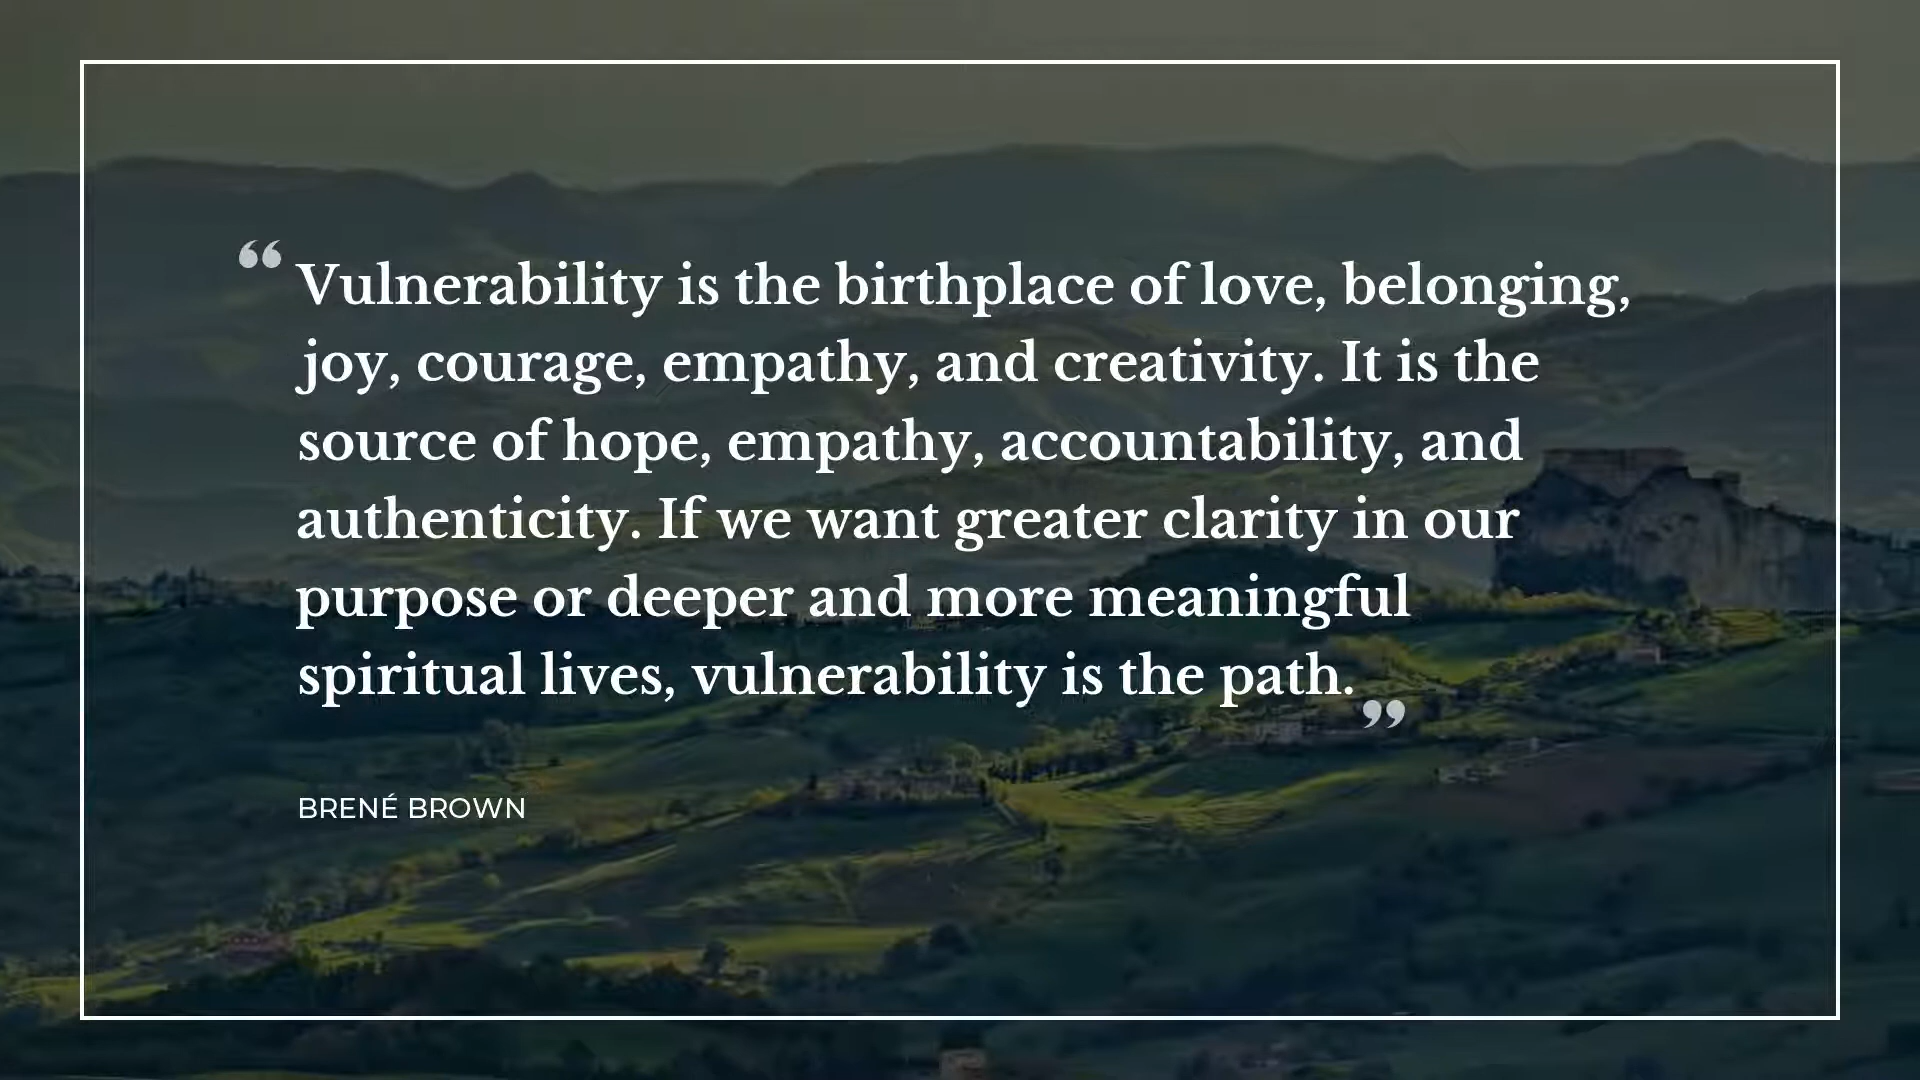 “Vulnerability is the birthplace of love, belonging,
joy, courage, empathy, and creativity. It is the
source of hope, empathy, accountability, and
authenticity. If we want greater clarity in our
purpose or deeper and more meaningful
spiritual lives, vulnerability is the path.”
BRENÉ BROWN